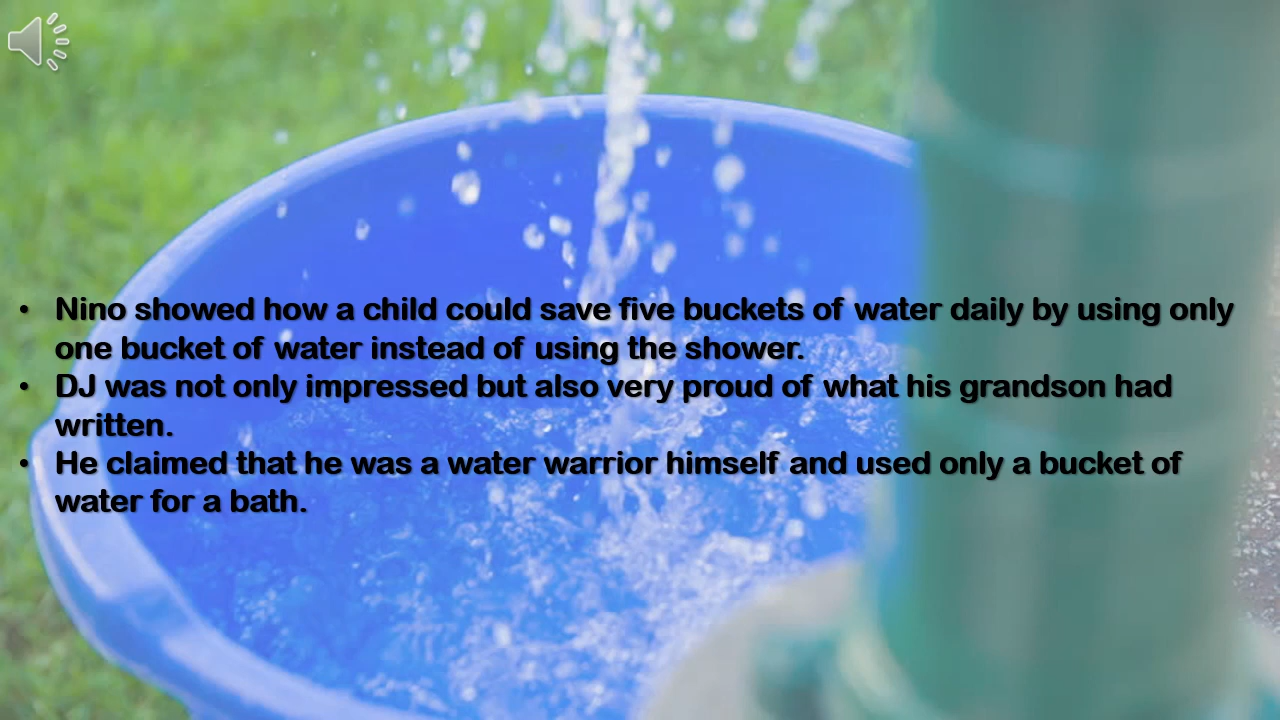 • Nino showed how a child could save five buckets of water daily by using only
one bucket of water instead of using the shower.
• DJ was not only impressed but also very proud of what his grandson had
written.
• He claimed that he was a water warrior himself and used only a bucket of
water for a bath.